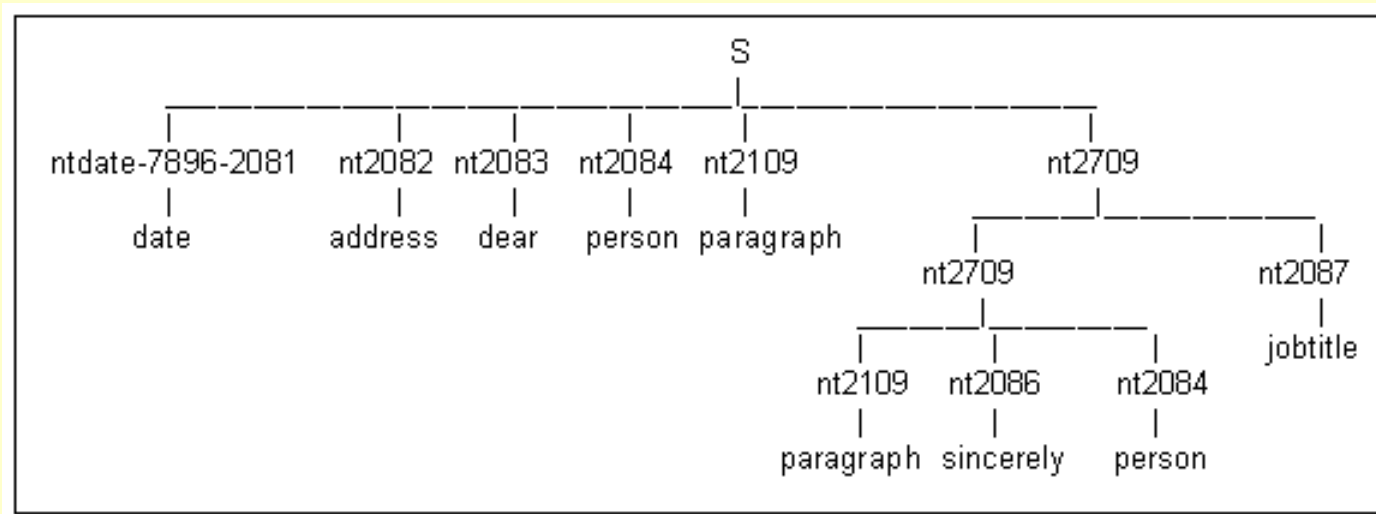 S
ntdate-7896-2081 nt2082 nt2083 nt2084 nt2109 nt2709
date address dear person paragraph
nt2709 nt2087
jobtitle
nt2109 nt2086 nt2084
paragraph sincerely person